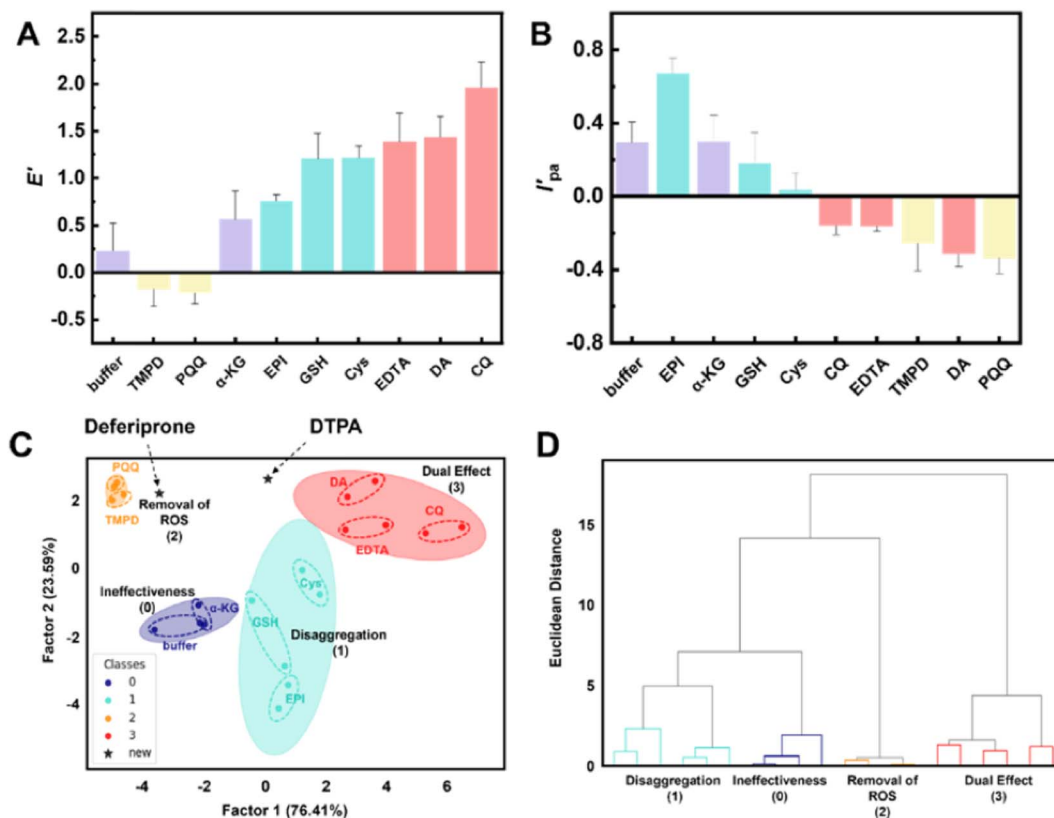 A
E'
2.5
2.0
1.5
1.0
0.5
0.0
-0.5
buffer
TMPD
PQQ
α-KG
EPI
GSH
Cys
EDTA
DA
CQ
B
I'pa
0.8
0.4
0.0
-0.4
-0.8
buffer
EPI
α-KG
GSH
Cys
CQ
EDTA
TMPD
DA
PQQ
C
Deferiprone
DTPA
PQQ
TMPD
Removal of
ROS
(2)
DA
Dual Effect
(3)
CQ
EDTA
Ineffectiveness
(0)
α-KG
buffer
Cys
GSH
Disaggregation
(1)
EPI
Classes
0
1
2
3
new
Factor 2 (23.59%)
2
0
-2
-4
-4
-2
0
2
4
6
Factor 1 (76.41%)
D
Euclidean Distance
15
10
5
0
Disaggregation
(1)
Ineffectiveness
(0)
Removal of
ROS
(2)
Dual Effect
(3)